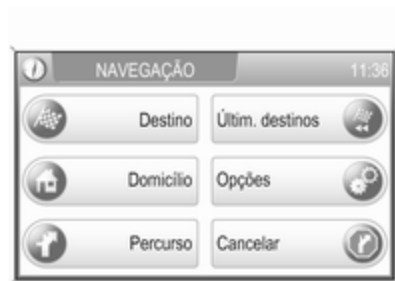 NAVEGAÇÃO 11:36
Destino Últim. destinos
Domicílio Opções
Percurso Cancelar